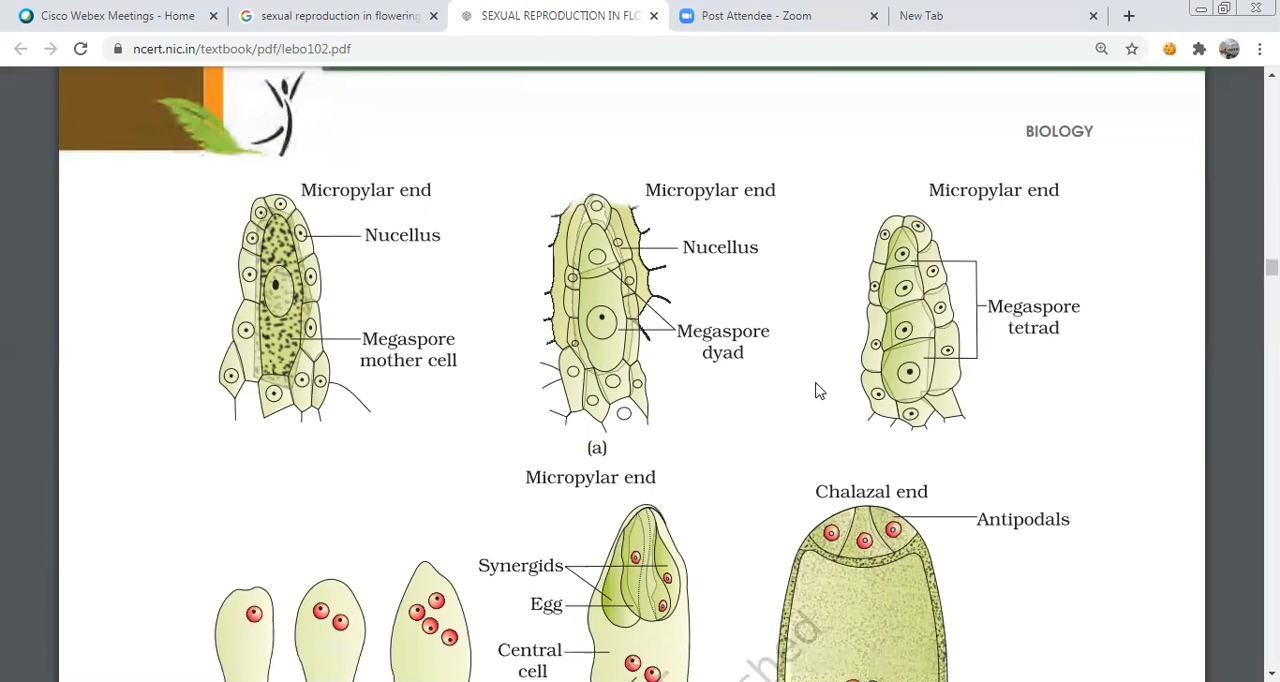 Cisco Webex Meetings - Home
sexual reproduction in flowering
SEXUAL REPRODUCTION IN FLO
Post Attendee - Zoom
New Tab
ncert.nic.in/textbook/pdf/lebo102.pdf
BIOLOGY
Micropylar end
Micropylar end
Micropylar end
Nucellus
Nucellus
Megaspore
mother cell
Megaspore
dyad
Megaspore
tetrad
(a)
Micropylar end
Chalazal end
Antipodals
Synergids
Egg
Central
cell
shed